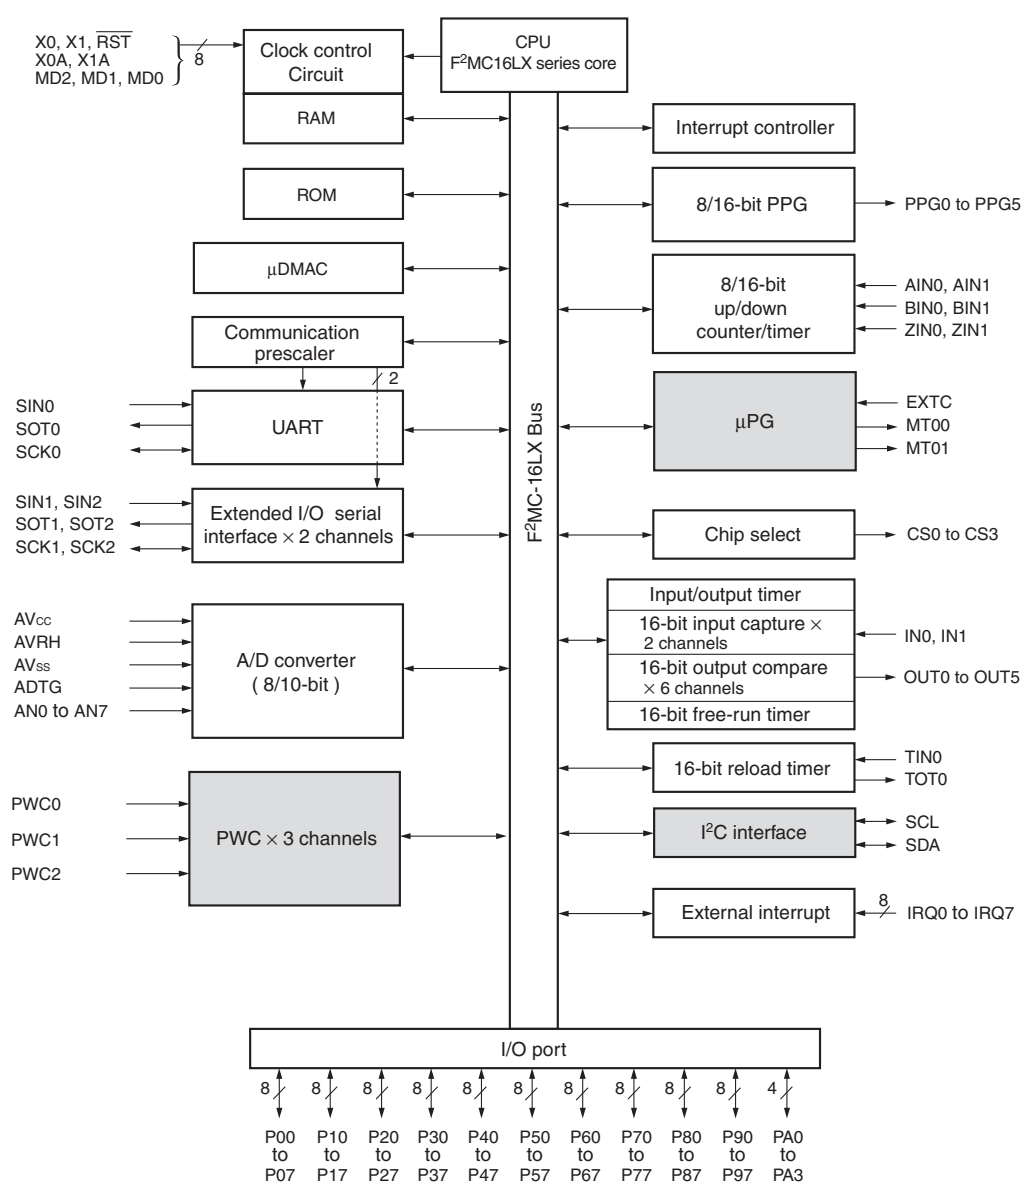 X0, X1, RST
X0A, X1A
MD2, MD1, MD0
8
Clock control
Circuit
CPU
F²MC16LX series core
RAM
ROM
μDMAC
Communication
prescaler
2
SIN0
SOT0
SCK0
UART
SIN1, SIN2
SOT1, SOT2
SCK1, SCK2
Extended I/O serial
interface × 2 channels
AVCC
AVRH
AVSS
ADTG
AN0 to AN7
A/D converter
( 8/10-bit )
PWC0
PWC1
PWC2
PWC × 3 channels
F²MC-16LX Bus
Interrupt controller
8/16-bit PPG
PPG0 to PPG5
8/16-bit
up/down
counter/timer
AIN0, AIN1
BIN0, BIN1
ZIN0, ZIN1
μPG
EXTC
MT00
MT01
Chip select
CS0 to CS3
Input/output timer
16-bit input capture ×
2 channels
16-bit output compare
× 6 channels
16-bit free-run timer
IN0, IN1
OUT0 to OUT5
16-bit reload timer
TIN0
TOT0
I²C interface
SCL
SDA
External interrupt
8
IRQ0 to IRQ7
I/O port
8 8 8 8 8 8 8 8 8 8 4
P00 P10 P20 P30 P40 P50 P60 P70 P80 P90 PA0
to to to to to to to to to to to
P07 P17 P27 P37 P47 P57 P67 P77 P87 P97 PA3